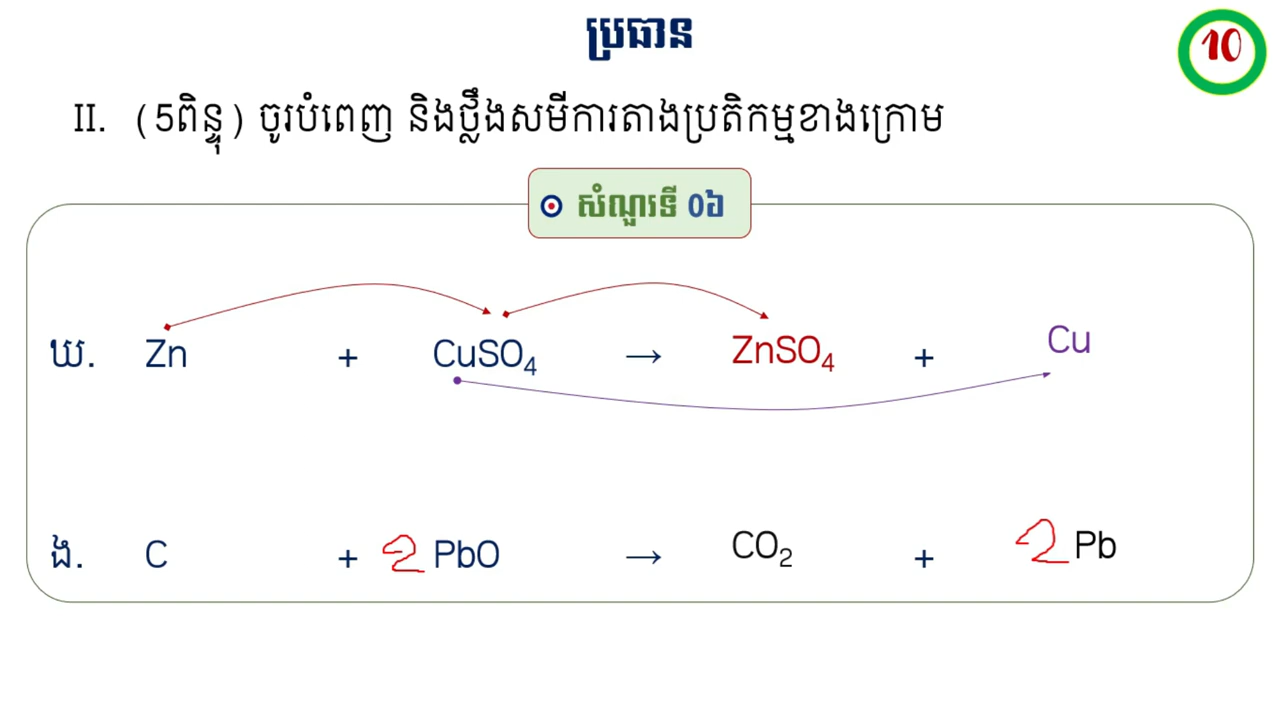 ប្រធាន
10
II. (5ពិន្ទុ) ចូរបំពេញ និងថ្លឹងសមីការតាងប្រតិកម្មខាងក្រោម
សំណួរទី ០៦
ឃ. Zn + CuSO₄ → ZnSO₄ + Cu
ង. C + 2 PbO → CO₂ + 2 Pb